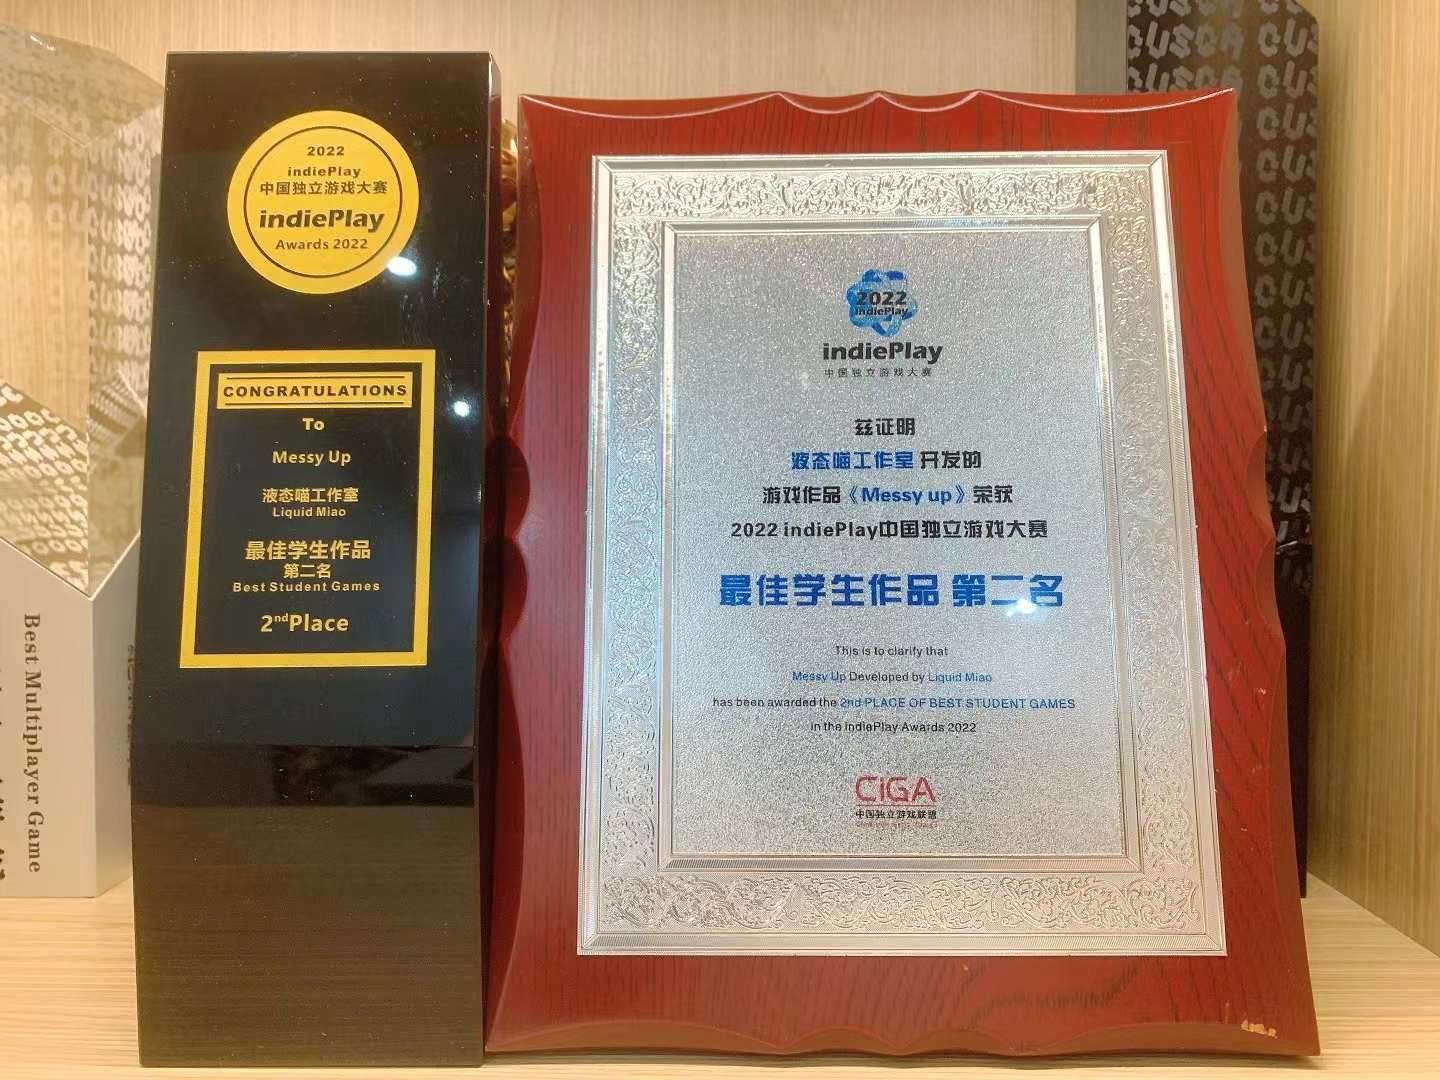 2022
indiePlay
中国独立游戏大赛
indiePlay
Awards 2022
CONGRATULATIONS
To
Messy Up
液态喵工作室
Liquid Miao
最佳学生作品
第二名
Best Student Games
2nd Place
2022
indiePlay
indiePlay
中国独立游戏大赛
兹证明
液态喵工作室 开发的
游戏作品《Messy up》荣获
2022 indiePlay中国独立游戏大赛
最佳学生作品 第二名
This is to clarify that
Messy Up Developed by Liquid Miao
has been awarded the 2nd PLACE OF BEST STUDENT GAMES
in the indiePlay Awards 2022
CiGA
中国独立游戏联盟
Best Multiplayer Game
CUSGA